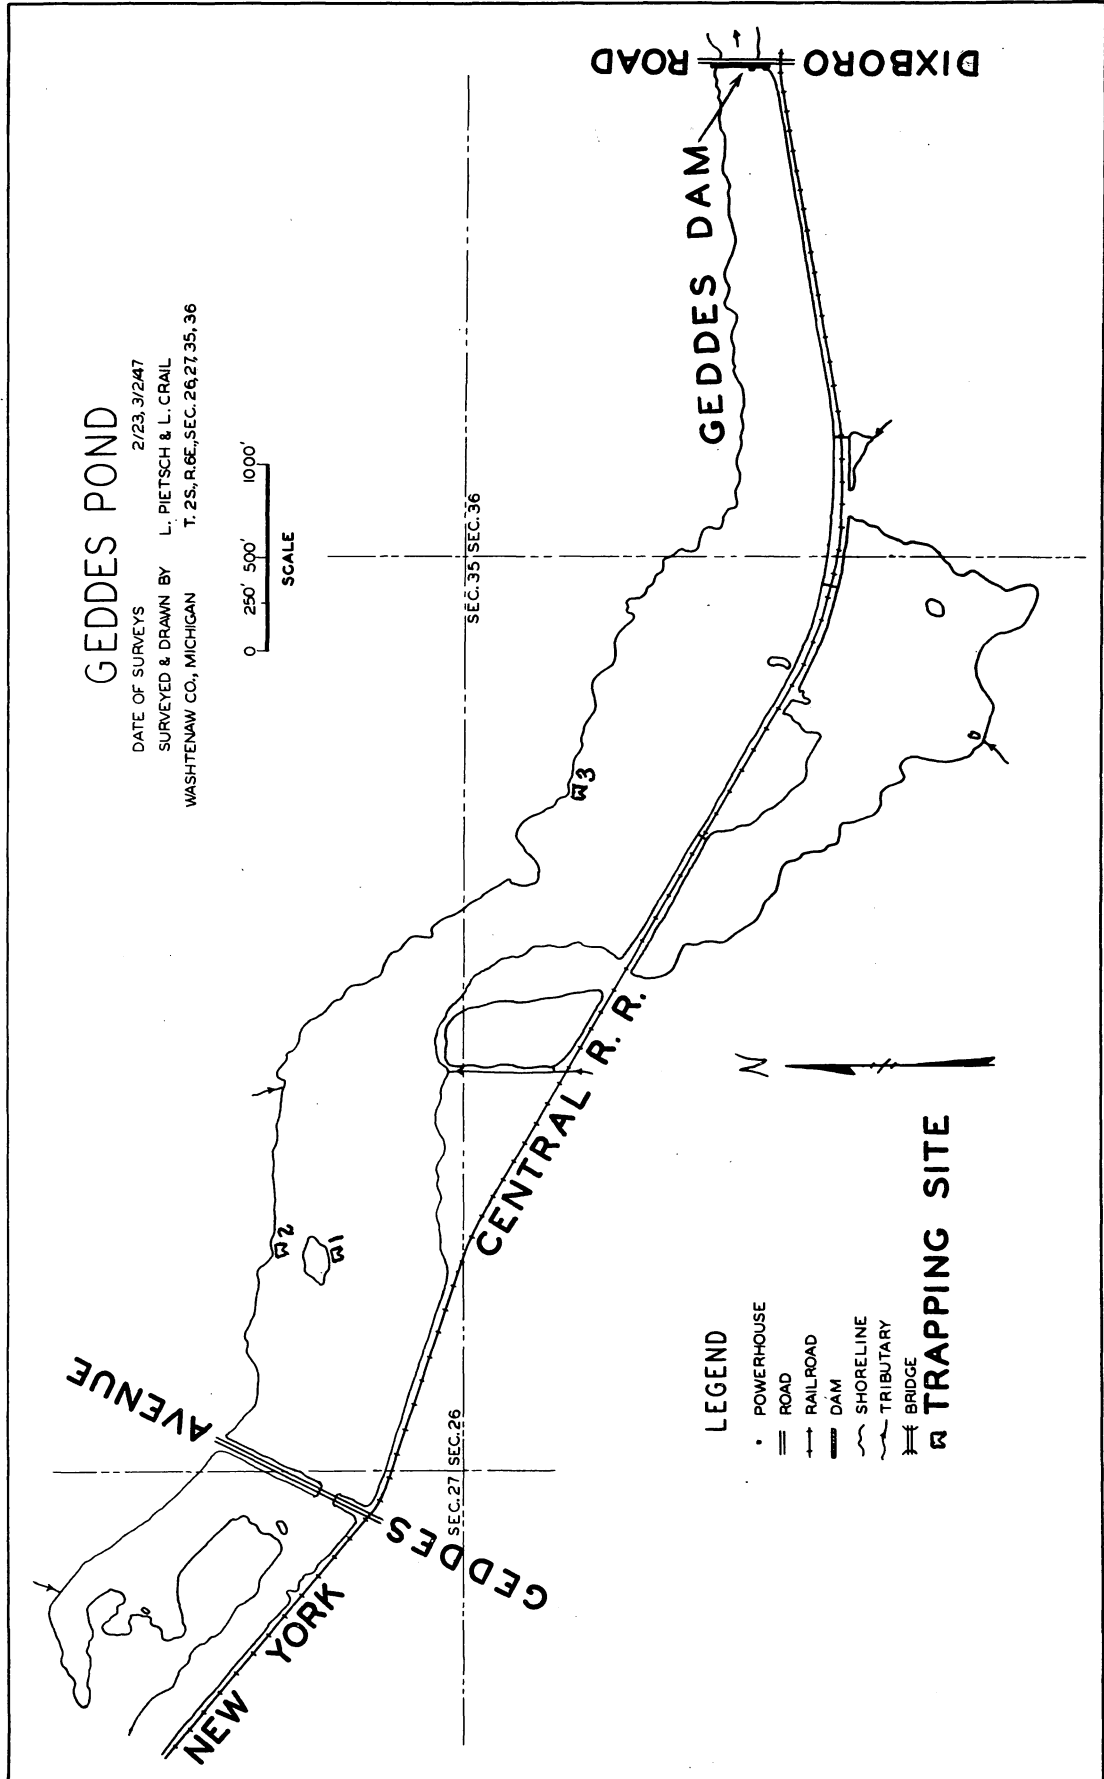 GEDDES POND
DATE OF SURVEYS 2/23, 3/2/47
SURVEYED & DRAWN BY L. PIETSCH & L. CRAIL
WASHTENAW CO., MICHIGAN T. 2S., R.6E., SEC. 26, 27, 35, 36
0 250' 500' 1000'
SCALE
GEDDES AVENUE
2
1
3
SEC. 27 SEC. 26
SEC. 35 SEC. 36
NEW YORK CENTRAL R. R.
GEDDES DAM
DIXBORO ROAD
N
LEGEND
POWERHOUSE
ROAD
RAILROAD
DAM
SHORELINE
TRIBUTARY
BRIDGE
TRAPPING SITE